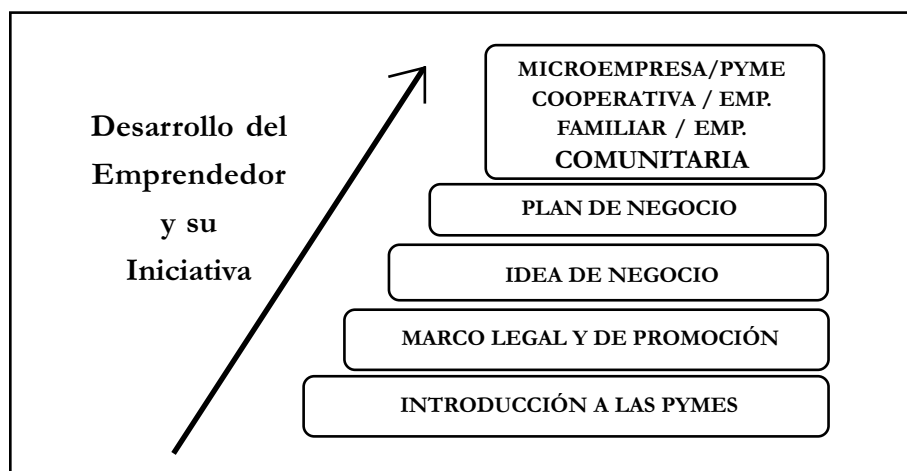 Desarrollo del
Emprendedor
y su
Iniciativa
MICROEMPRESA/PYME
COOPERATIVA / EMP.
FAMILIAR / EMP.
COMUNITARIA
PLAN DE NEGOCIO
IDEA DE NEGOCIO
MARCO LEGAL Y DE PROMOCIÓN
INTRODUCCIÓN A LAS PYMES